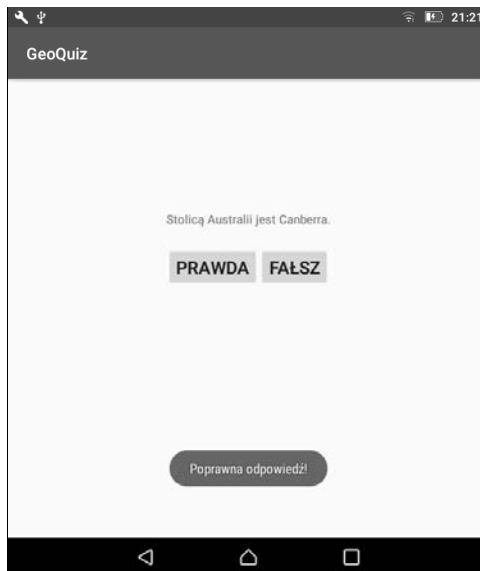 21:21
GeoQuiz
Stolicą Australii jest Canberra.
PRAWDA FAŁSZ
Poprawna odpowiedź!